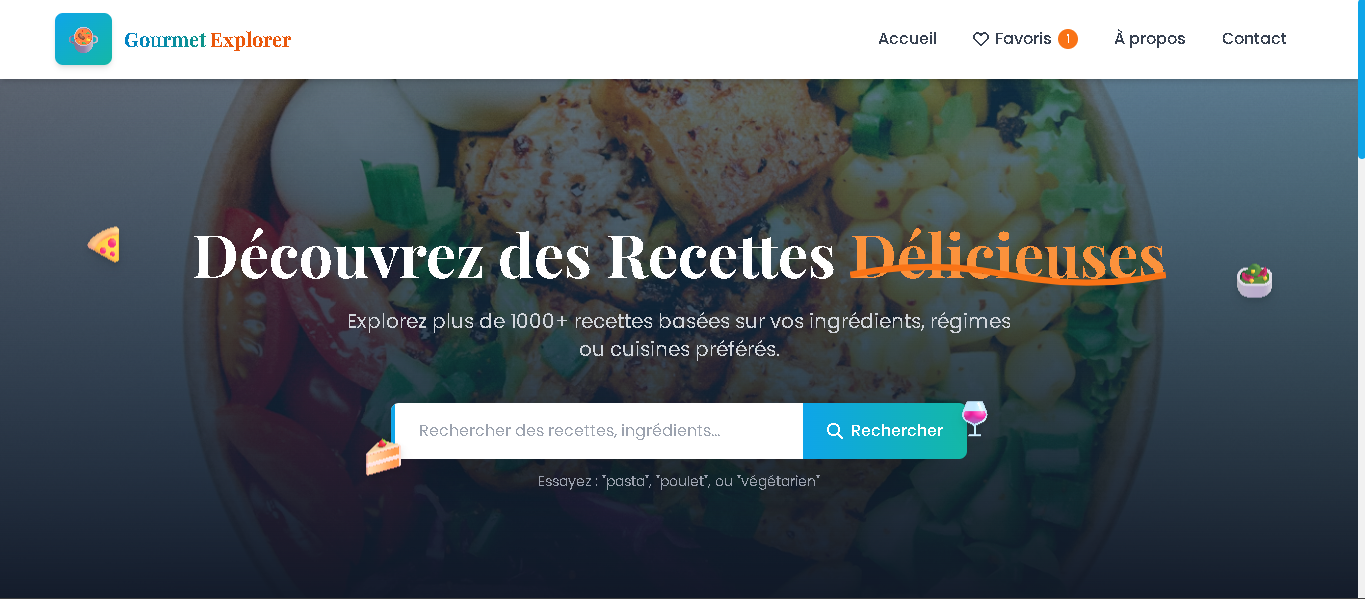 Gourmet Explorer
Accueil
Favoris 1
À propos
Contact
Découvrez des Recettes Délicieuses
Explorez plus de 1000+ recettes basées sur vos ingrédients, régimes
ou cuisines préférés.
Rechercher des recettes, ingrédients...
Rechercher
Essayez : "pasta", "poulet", ou "végétarien"